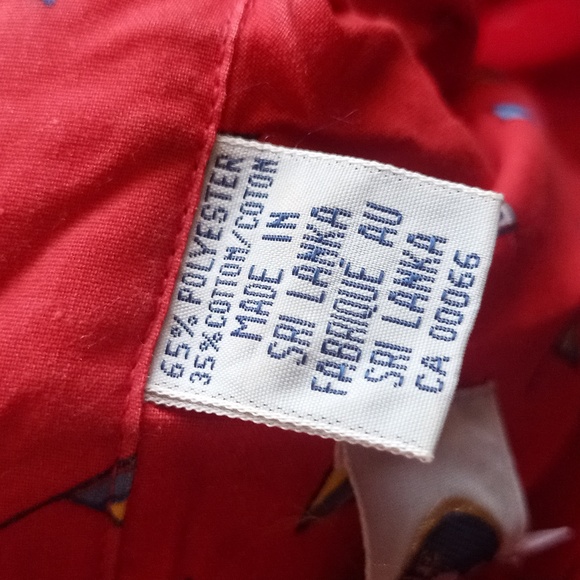 65% POLYESTER
35% COTTON/COTON
MADE IN
SRI LANKA
FABRIQUÉ AU
SRI LANKA
CA 00066